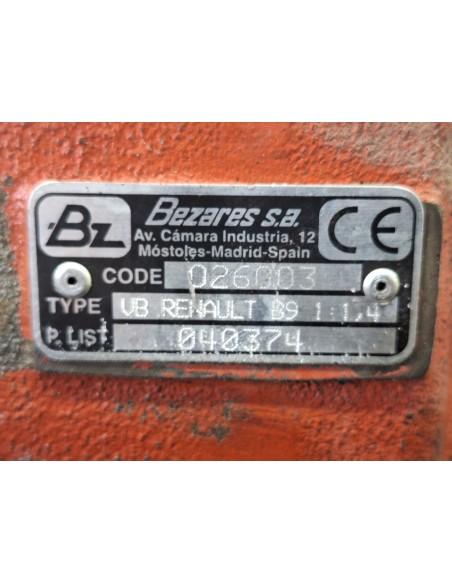 Bz
Bezares s.a.
CE
Av. Cámara Industria, 12
Móstoles-Madrid-Spain
CODE 026003
TYPE VB RENAULT B9 1:1,4
P. LIST 040374